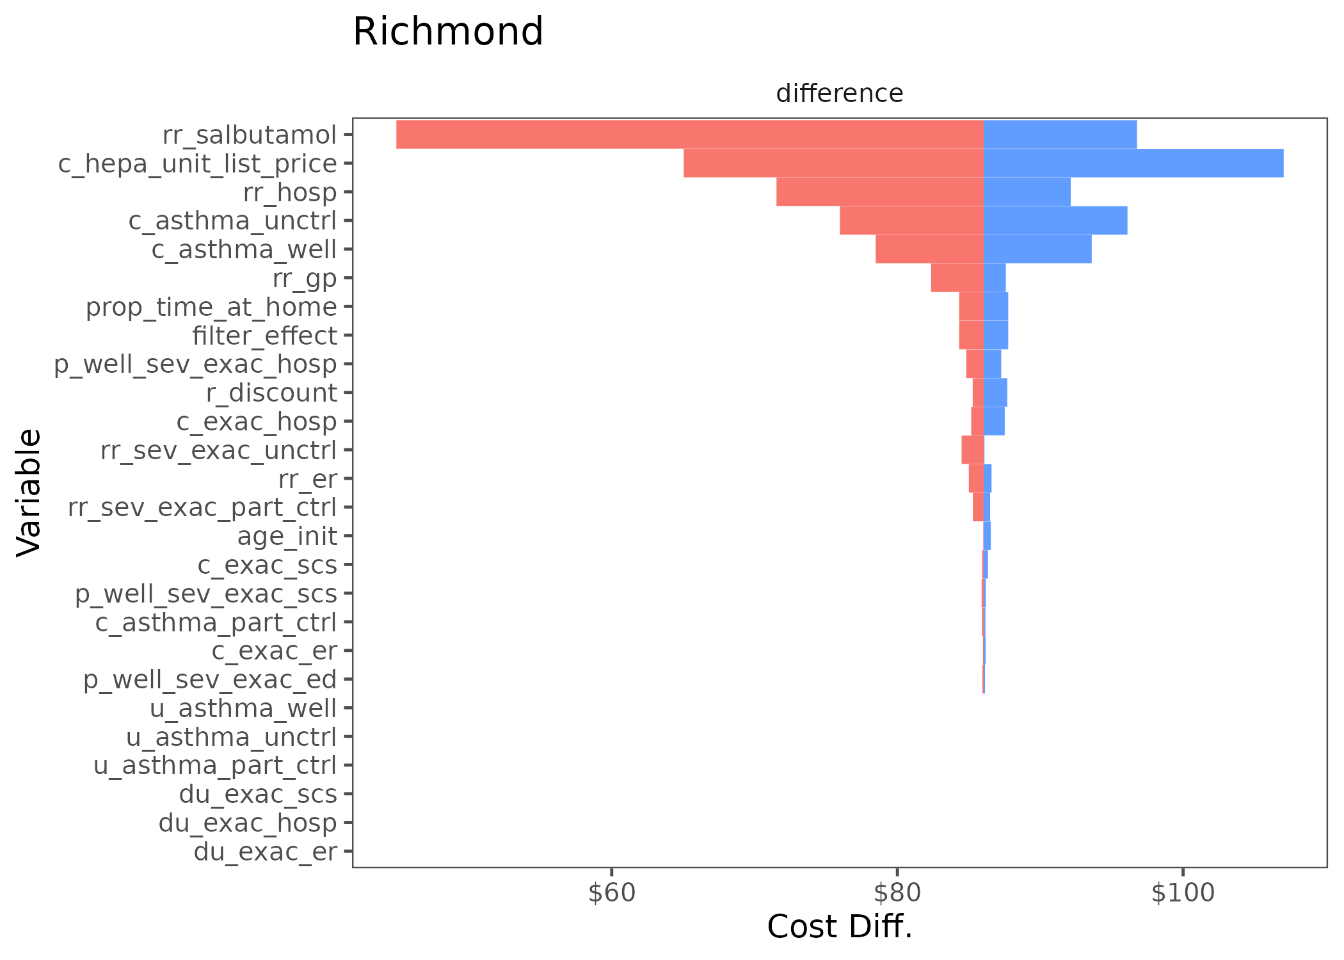 Richmond
difference
rr_salbutamol
c_hepa_unit_list_price
rr_hosp
c_asthma_unctrl
c_asthma_well
rr_gp
prop_time_at_home
filter_effect
p_well_sev_exac_hosp
r_discount
c_exac_hosp
rr_sev_exac_unctrl
rr_er
rr_sev_exac_part_ctrl
age_init
c_exac_scs
p_well_sev_exac_scs
c_asthma_part_ctrl
c_exac_er
p_well_sev_exac_ed
u_asthma_well
u_asthma_unctrl
u_asthma_part_ctrl
du_exac_scs
du_exac_hosp
du_exac_er
Variable
$60 $80 $100
Cost Diff.